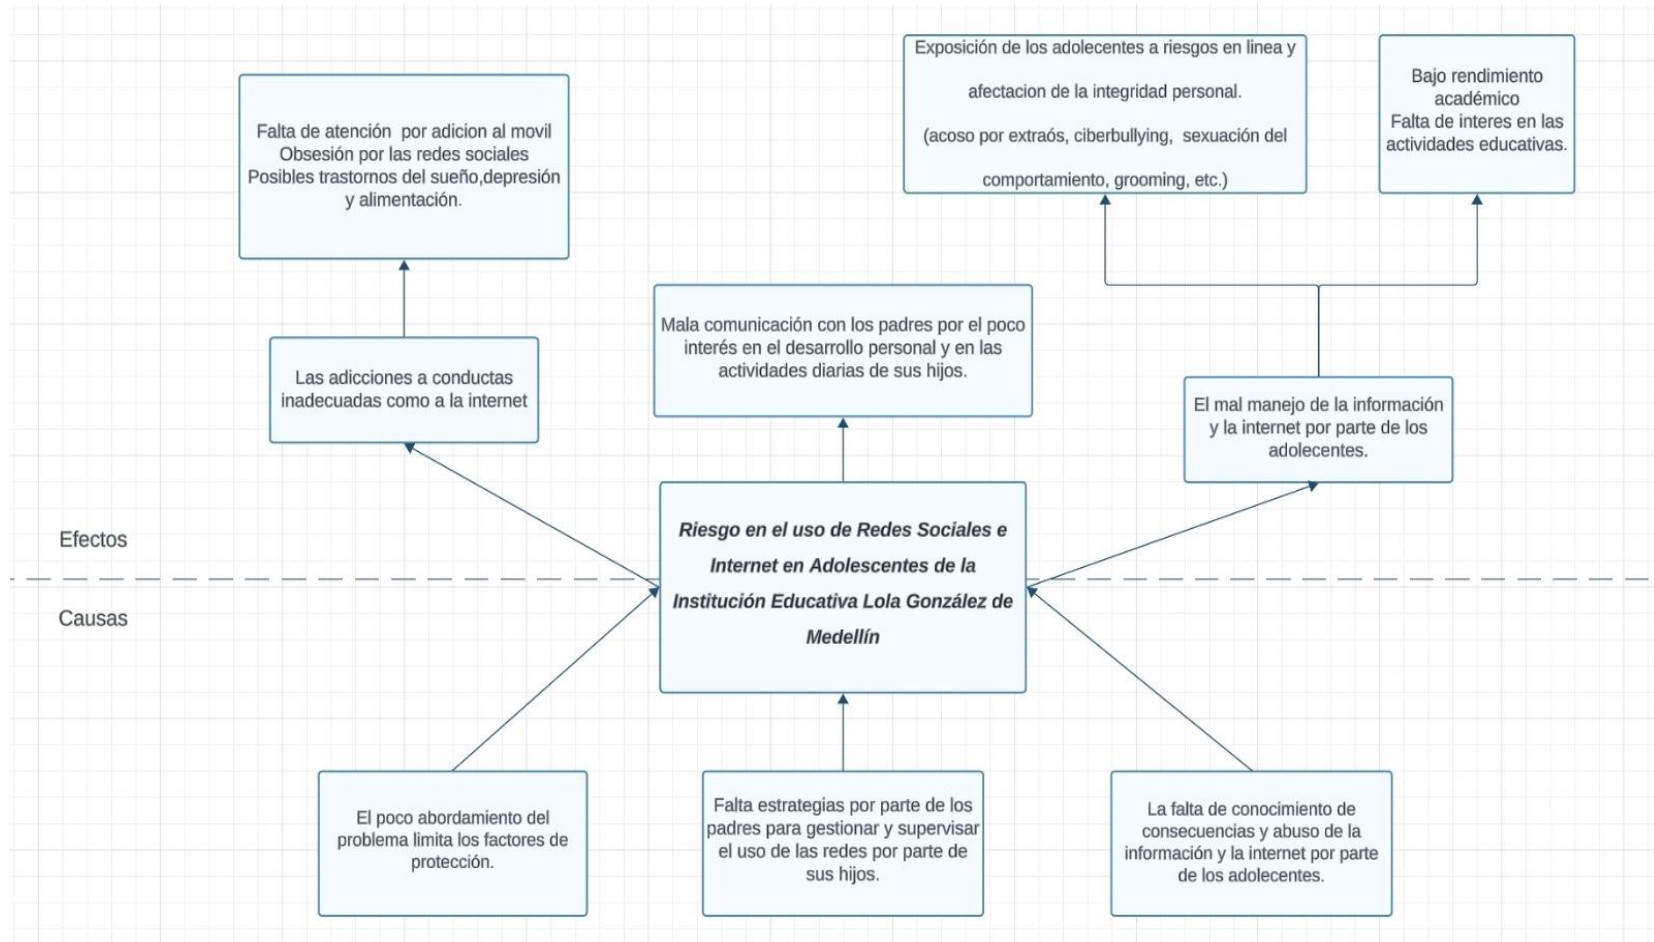 Exposición de los adolecentes a riesgos en linea y
afectacion de la integridad personal.
(acoso por extraós, ciberbullying, sexuación del
comportamiento, grooming, etc.)
Bajo rendimiento
académico
Falta de interes en las
actividades educativas.
Falta de atención por adicion al movil
Obsesión por las redes sociales
Posibles trastornos del sueño,depresión
y alimentación.
Mala comunicación con los padres por el poco
interés en el desarrollo personal y en las
actividades diarias de sus hijos.
Las adicciones a conductas
inadecuadas como a la internet
El mal manejo de la información
y la internet por parte de los
adolecentes.
Riesgo en el uso de Redes Sociales e
Internet en Adolescentes de la
Institución Educativa Lola González de
Medellín
Efectos
Causas
El poco abordamiento del
problema limita los factores de
protección.
Falta estrategias por parte de los
padres para gestionar y supervisar
el uso de las redes por parte de
sus hijos.
La falta de conocimiento de
consecuencias y abuso de la
información y la internet por parte
de los adolecentes.